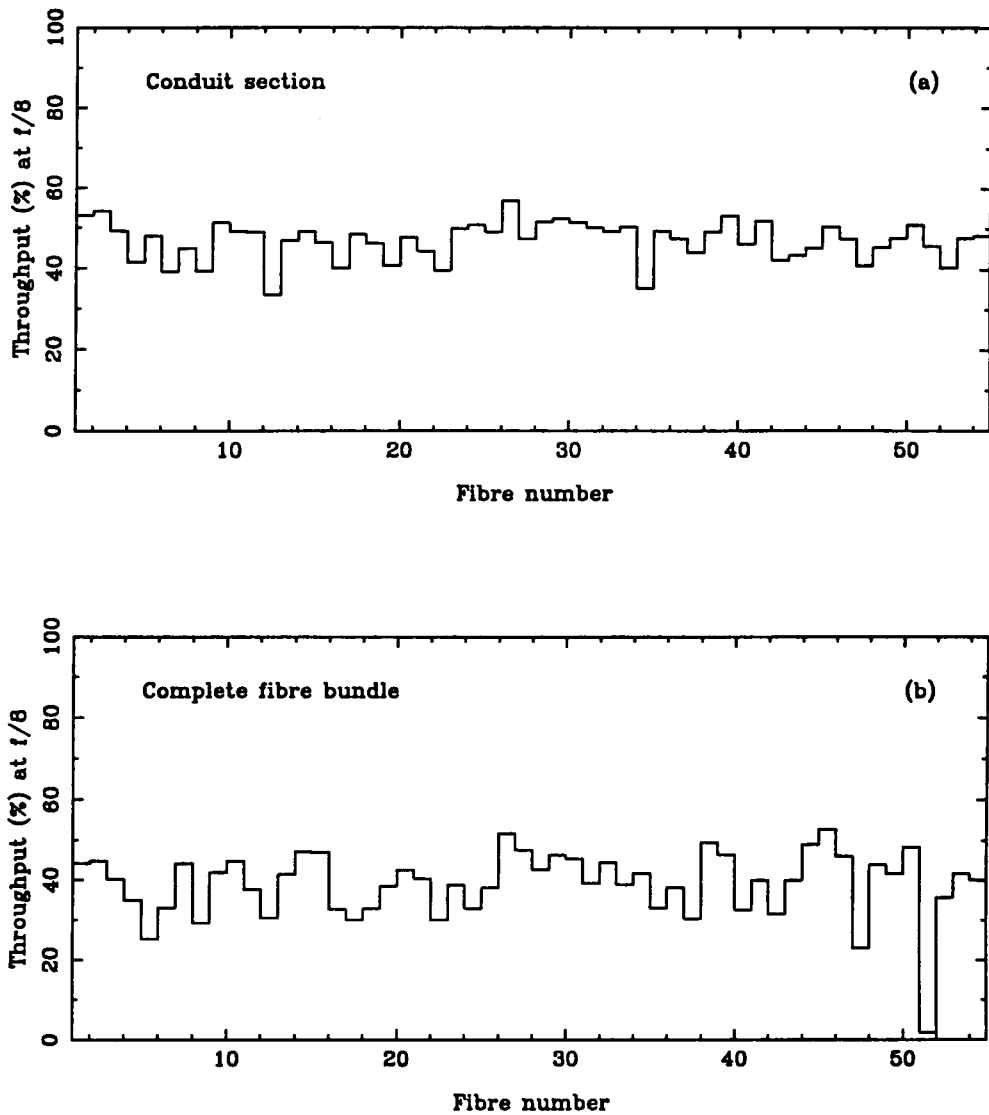 100
80
60
40
20
0
Throughput (%) at f/8
Conduit section
(a)
10 20 30 40 50
Fibre number
100
80
60
40
20
0
Throughput (%) at f/8
Complete fibre bundle
(b)
10 20 30 40 50
Fibre number